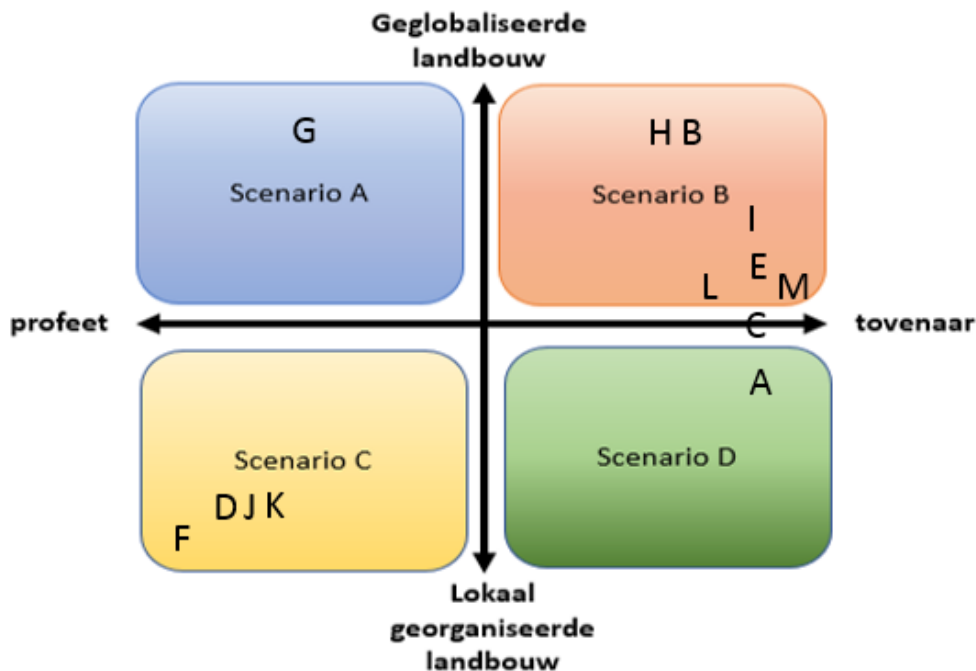 Geglobaliseerde
landbouw
G
H B
Scenario A
Scenario B
I
E
L
M
profeet
tovenaar
C
A
Scenario C
Scenario D
D J K
F
Lokaal
georganiseerde
landbouw